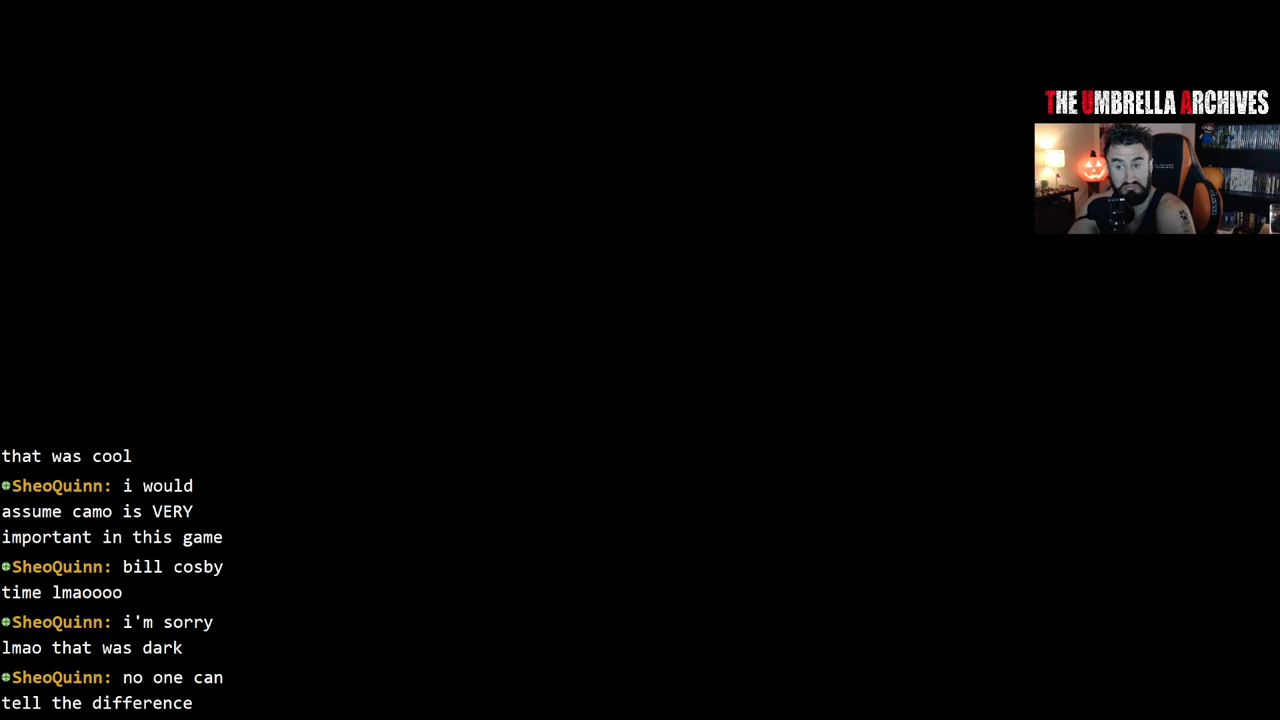 THE UMBRELLA ARCHIVES
that was cool
SheoQuinn: i would
assume camo is VERY
important in this game
SheoQuinn: bill cosby
time lmaoooo
SheoQuinn: i'm sorry
lmao that was dark
SheoQuinn: no one can
tell the difference